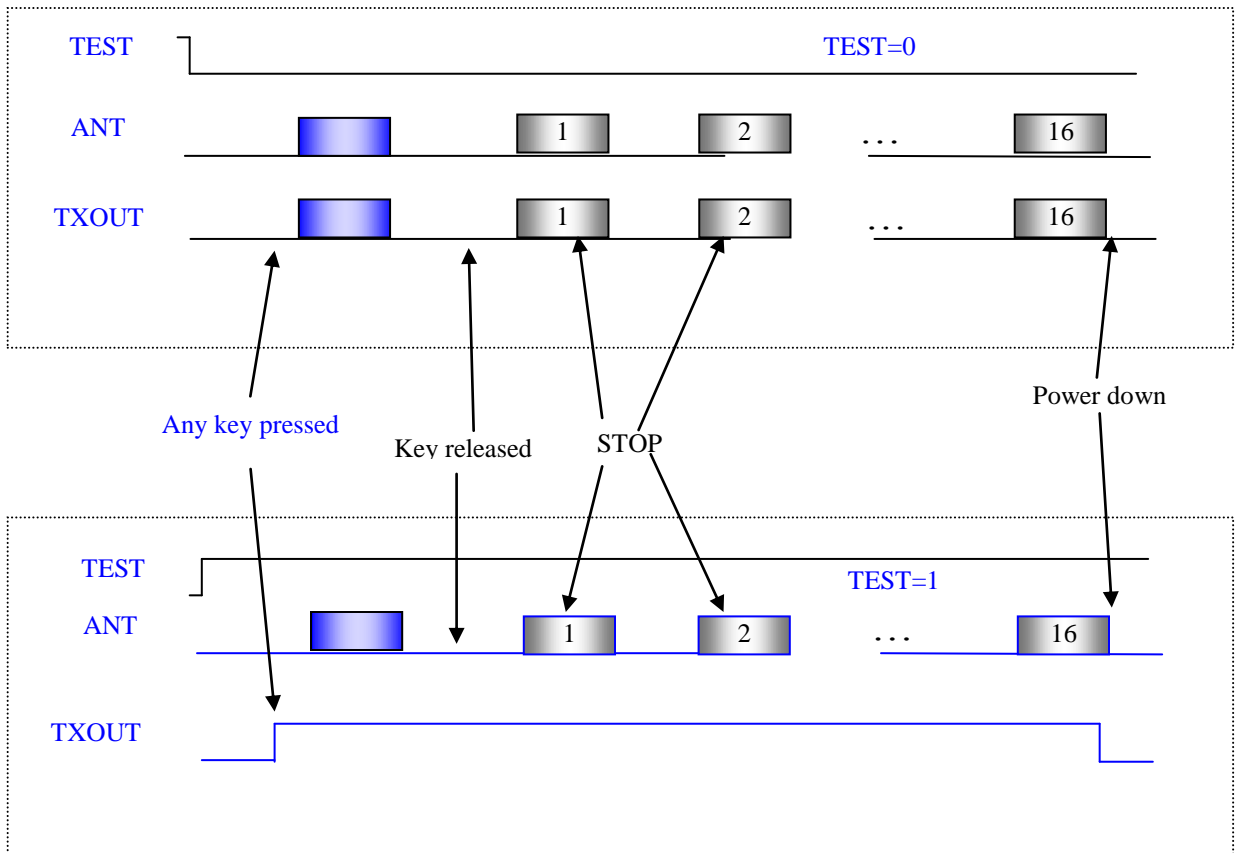 TEST
TEST=0
ANT
1
2
...
16
TXOUT
1
2
...
16
Any key pressed
Key released
STOP
Power down
TEST
TEST=1
ANT
1
2
...
16
TXOUT